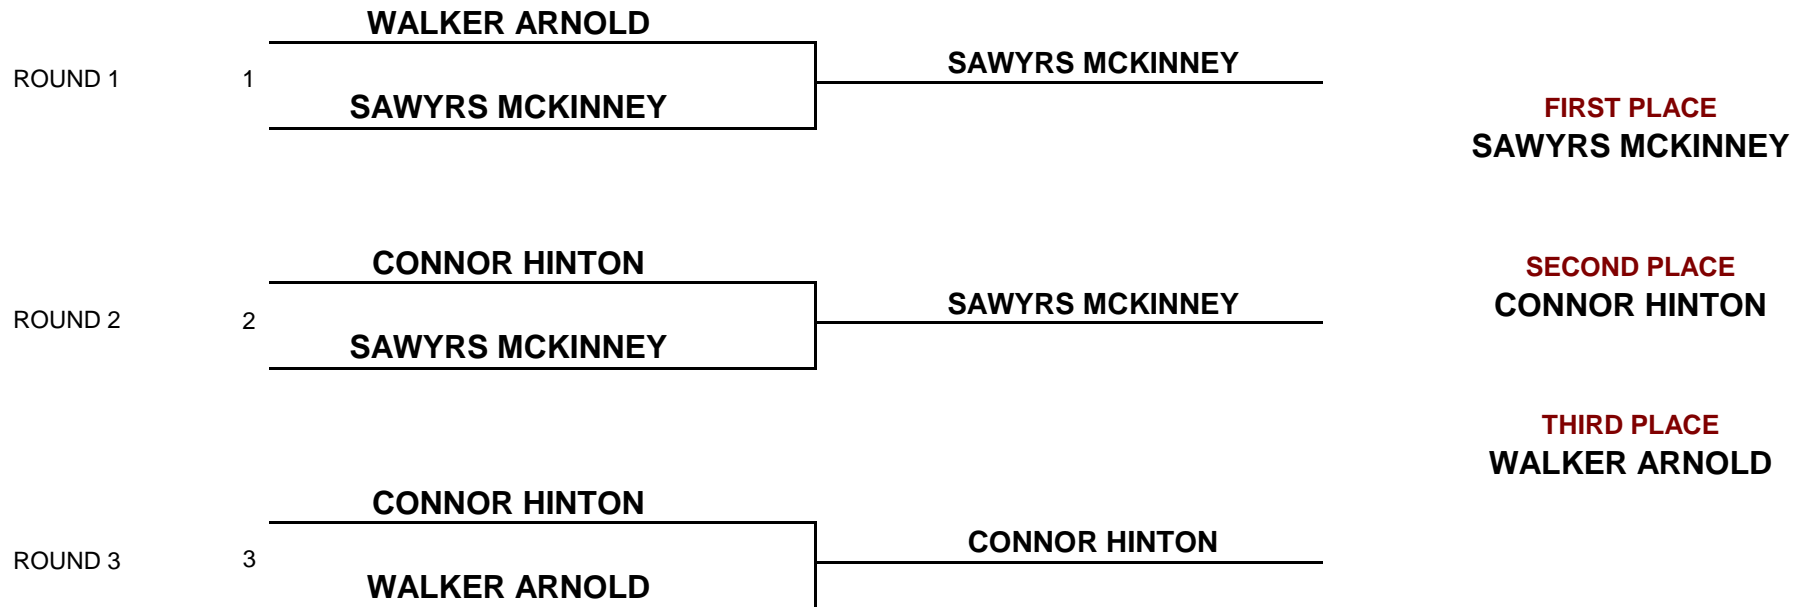 WALKER ARNOLD
SAWYRS MCKINNEY
ROUND 1 1
SAWYRS MCKINNEY
FIRST PLACE
SAWYRS MCKINNEY
CONNOR HINTON
SECOND PLACE
SAWYRS MCKINNEY
CONNOR HINTON
ROUND 2 2
SAWYRS MCKINNEY
THIRD PLACE
WALKER ARNOLD
CONNOR HINTON
CONNOR HINTON
ROUND 3 3
WALKER ARNOLD